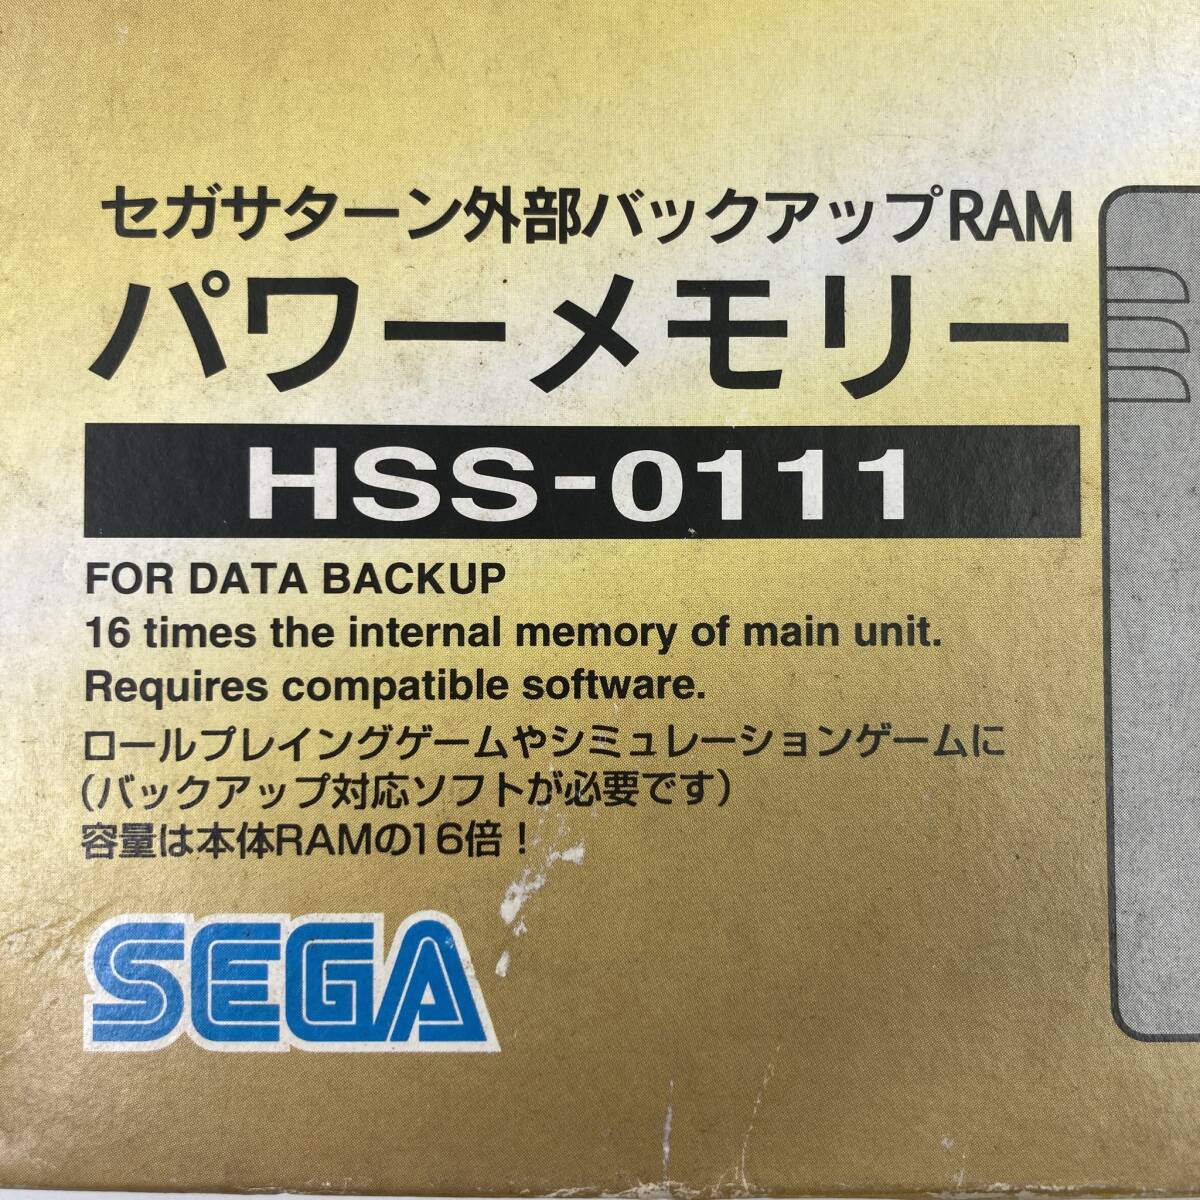 セガサターン外部バックアップRAM
パワーメモリー
HSS-0111
FOR DATA BACKUP
16 times the internal memory of main unit.
Requires compatible software.
ロールプレイングゲームやシミュレーションゲームに
(バックアップ対応ソフトが必要です)
容量は本体RAMの16倍！
SEGA